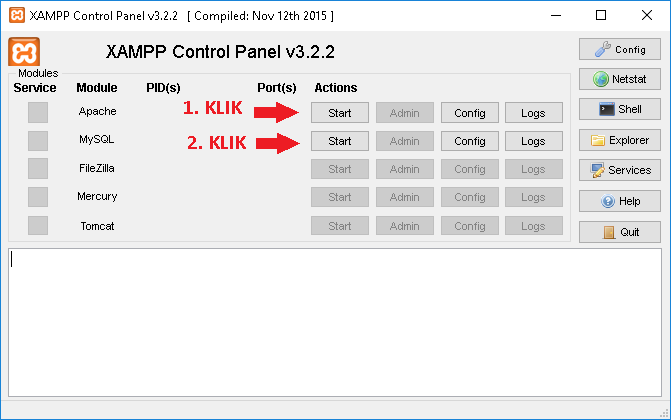 XAMPP Control Panel v3.2.2 [ Compiled: Nov 12th 2015 ]
XAMPP Control Panel v3.2.2
Config
Modules
Service Module PID(s) Port(s) Actions
Netstat
Apache 1. KLIK Start Admin Config Logs
Shell
MySQL 2. KLIK Start Admin Config Logs
Explorer
FileZilla Start Admin Config Logs
Services
Mercury Start Admin Config Logs
Help
Tomcat Start Admin Config Logs
Quit